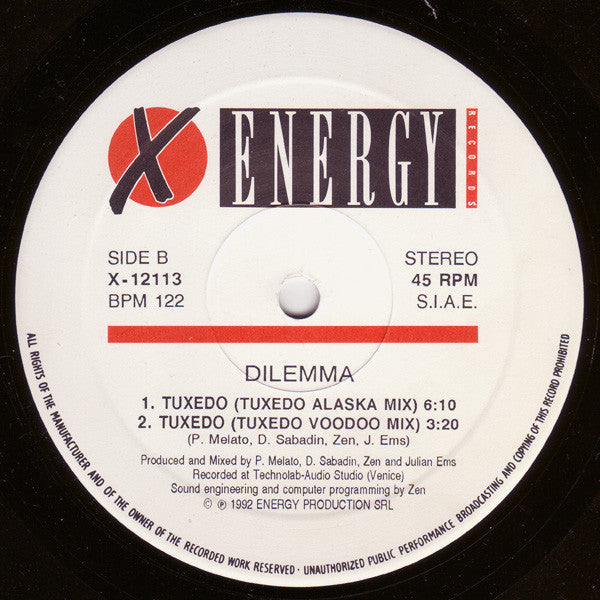 X ENERGY RECORDS
SIDE B
X-12113
BPM 122
STEREO
45 RPM
S.I.A.E.
DILEMMA
1. TUXEDO (TUXEDO ALASKA MIX) 6:10
2. TUXEDO (TUXEDO VOODOO MIX) 3:20
(P. Melato, D. Sabadin, Zen, J. Ems)
Produced and Mixed by P. Melato, D. Sabadin, Zen and Julian Ems
Recorded at Technolab-Audio Studio (Venice)
Sound engineering and computer programming by Zen
© ℗ 1992 ENERGY PRODUCTION SRL
ALL RIGHTS OF THE MANUFACTURER AND OF THE OWNER OF THE RECORDED WORK RESERVED · UNAUTHORIZED PUBLIC PERFORMANCE BROADCASTING AND COPYING OF THIS RECORD PROHIBITED